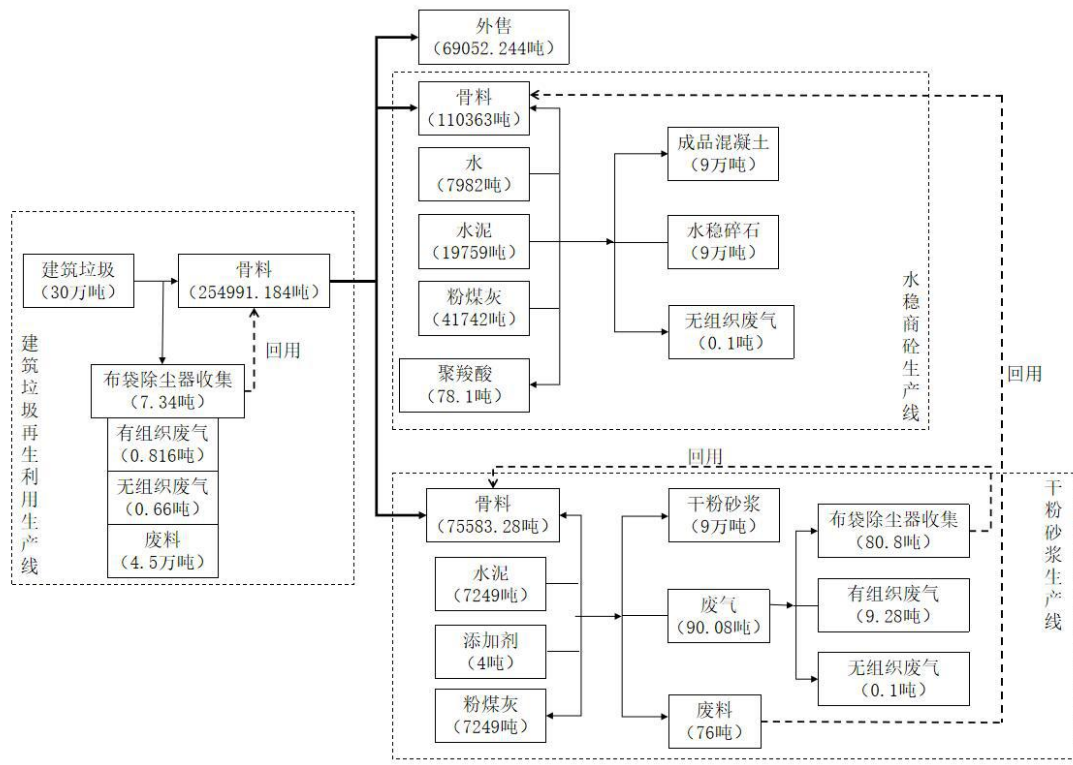 外售
(69052.244吨)
骨料
(110363吨)
水
(7982吨)
水泥
(19759吨)
粉煤灰
(41742吨)
聚羧酸
(78.1吨)
成品混凝土
(9万吨)
水稳碎石
(9万吨)
无组织废气
(0.1吨)
水稳商砼生产线
回用
建筑垃圾
(30万吨)
骨料
(254991.184吨)
回用
布袋除尘器收集
(7.34吨)
有组织废气
(0.816吨)
无组织废气
(0.66吨)
废料
(4.5万吨)
建筑垃圾再生利用生产线
回用
骨料
(75583.28吨)
水泥
(7249吨)
添加剂
(4吨)
粉煤灰
(7249吨)
干粉砂浆
(9万吨)
废气
(90.08吨)
废料
(76吨)
布袋除尘器收集
(80.8吨)
有组织废气
(9.28吨)
无组织废气
(0.1吨)
干粉砂浆生产线